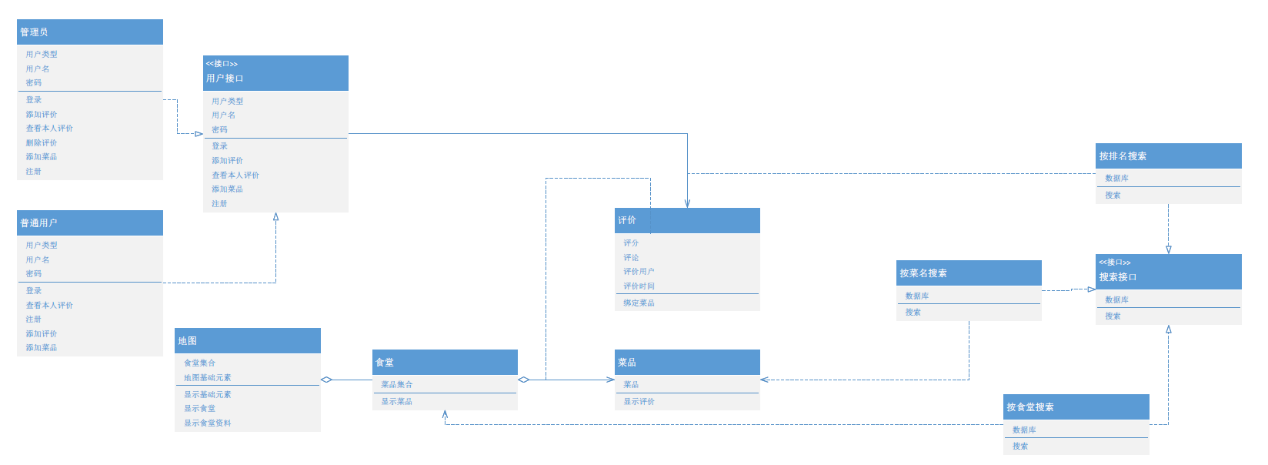 管理员
用户类型
用户名
密码
登录
添加评价
查看本人评价
删除评价
添加菜品
注册
<<接口>>
用户接口
用户类型
用户名
密码
登录
添加评价
查看本人评价
添加菜品
注册
普通用户
用户类型
用户名
密码
登录
查看本人评价
注册
添加评价
添加菜品
地图
食堂集合
地图基础元素
显示基础元素
显示食堂
显示食堂资料
食堂
菜品集合
显示菜品
评价
评分
评论
评价用户
评价时间
绑定菜品
菜品
菜品
显示评价
按排名搜索
数据库
搜索
按菜名搜索
数据库
搜索
<<接口>>
搜索接口
数据库
搜索
按食堂搜索
数据库
搜索